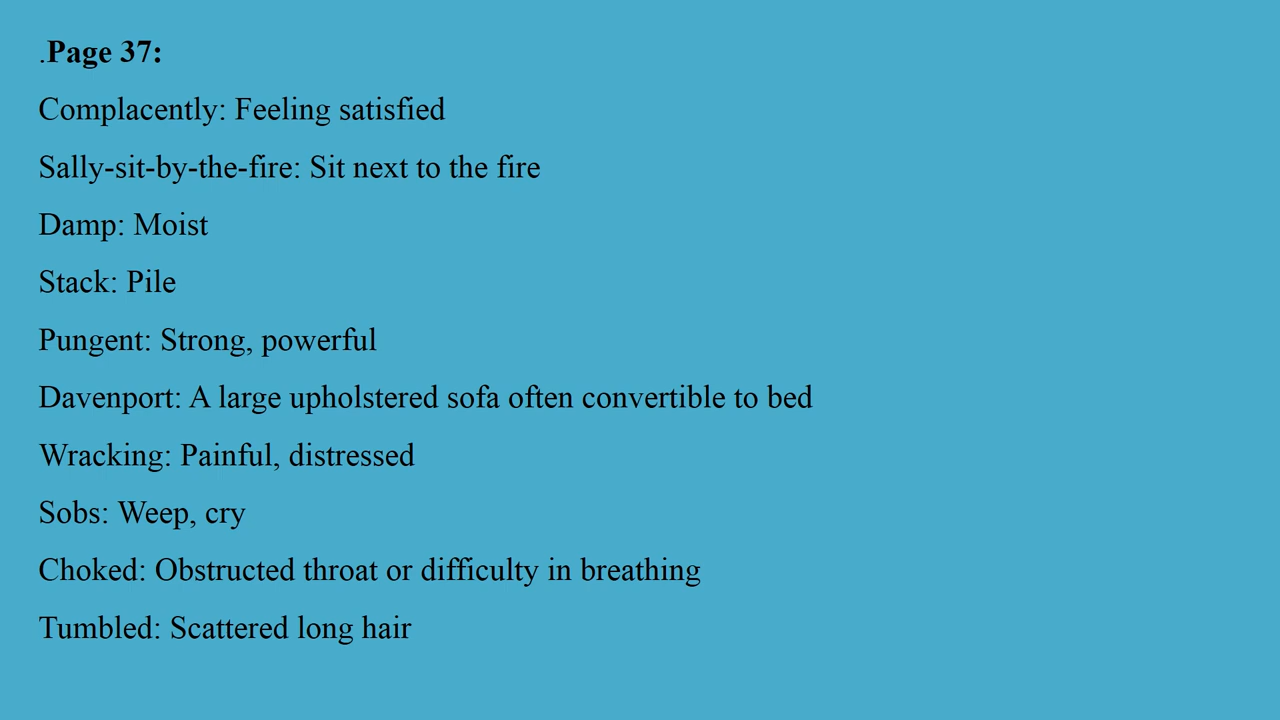 .Page 37:
Complacently: Feeling satisfied
Sally-sit-by-the-fire: Sit next to the fire
Damp: Moist
Stack: Pile
Pungent: Strong, powerful
Davenport: A large upholstered sofa often convertible to bed
Wracking: Painful, distressed
Sobs: Weep, cry
Choked: Obstructed throat or difficulty in breathing
Tumbled: Scattered long hair